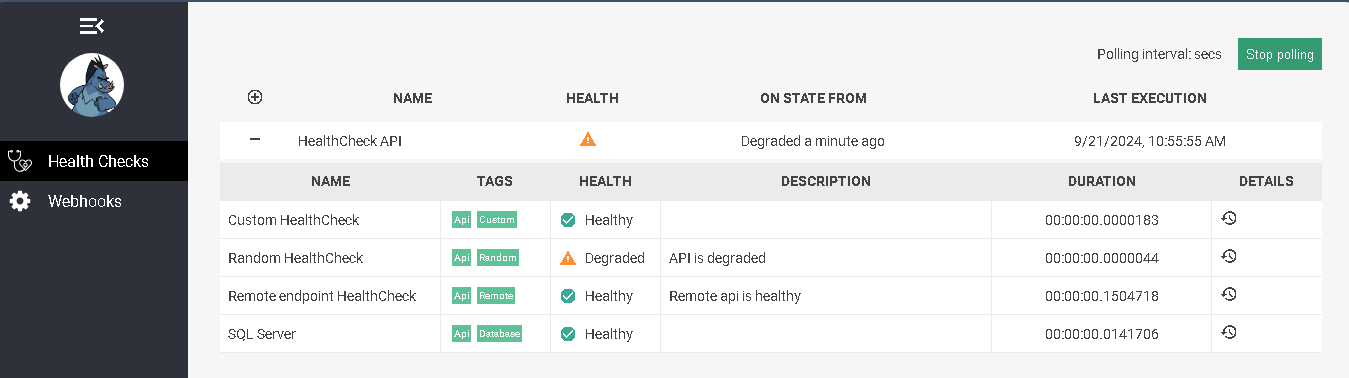 Polling interval: secs Stop polling
NAME HEALTH ON STATE FROM LAST EXECUTION
HealthCheck API Degraded a minute ago 9/21/2024, 10:55:55 AM
Health Checks
Webhooks
NAME TAGS HEALTH DESCRIPTION DURATION DETAILS
Custom HealthCheck Api Custom Healthy 00:00:00.0000183
Random HealthCheck Api Random Degraded API is degraded 00:00:00.0000044
Remote endpoint HealthCheck Api Remote Healthy Remote api is healthy 00:00:00.1504718
SQL Server Api Database Healthy 00:00:00.0141706